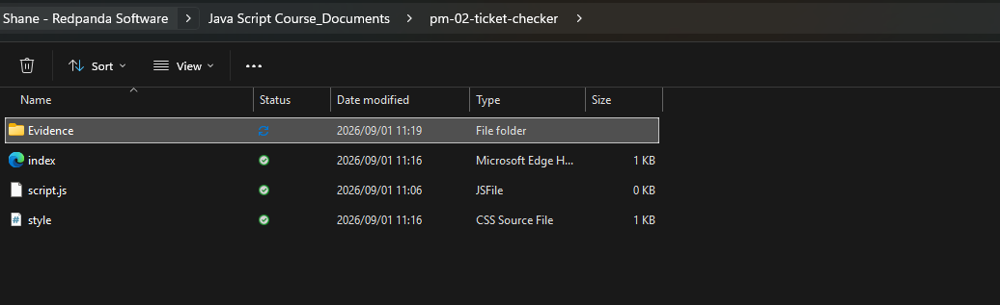 Shane - Redpanda Software > Java Script Course_Documents > pm-02-ticket-checker >
Sort View ...
Name Status Date modified Type Size
Evidence 2026/09/01 11:19 File folder
index 2026/09/01 11:16 Microsoft Edge H... 1 KB
script.js 2026/09/01 11:06 JSFile 0 KB
# style 2026/09/01 11:16 CSS Source File 1 KB